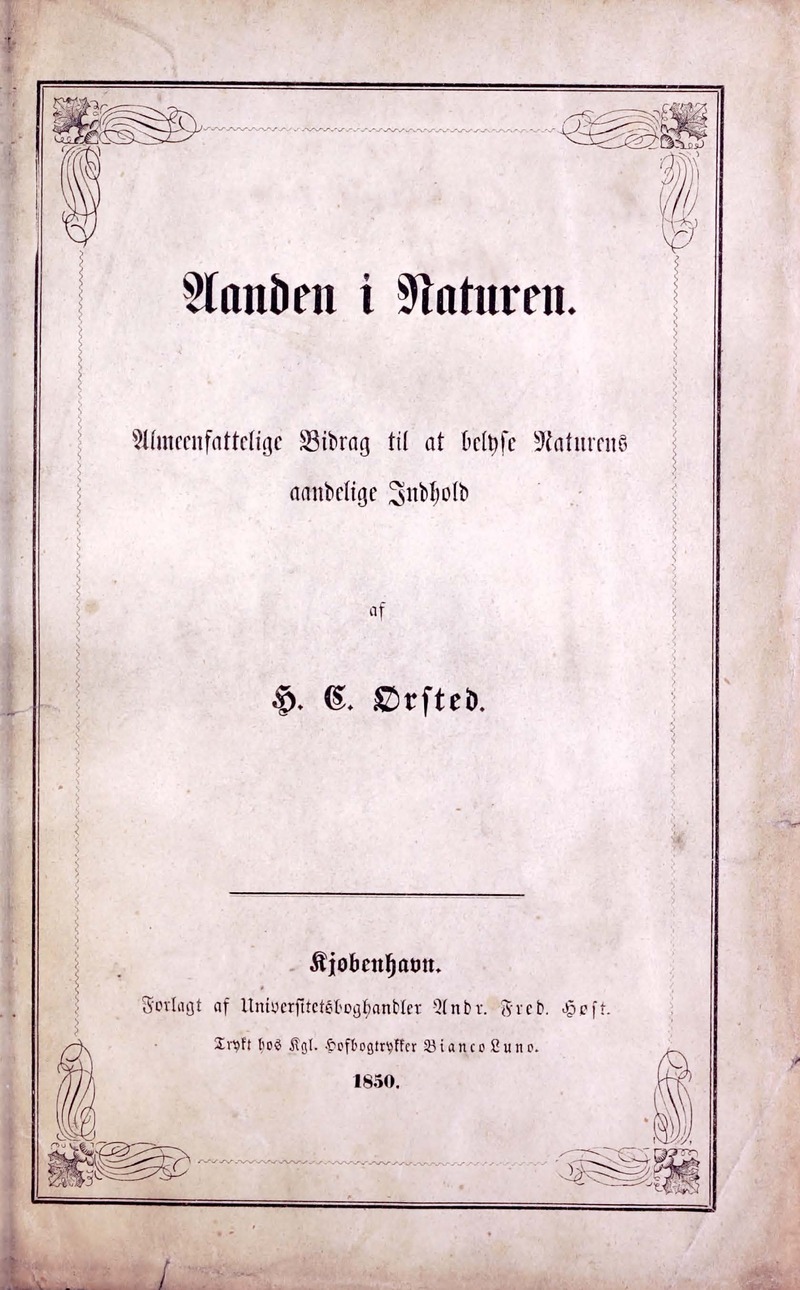 Aanden i Naturen.
Almeenfattelige Bidrag til at belyse Naturens
aandelige Indhold
af
H. C. Ørsted.
Kjøbenhavn.
Forlagt af Universitetsboghandler Andr. Fred. Høst.
Trykt hos Kgl. Hofbogtrykker Bianco Luno.
1850.